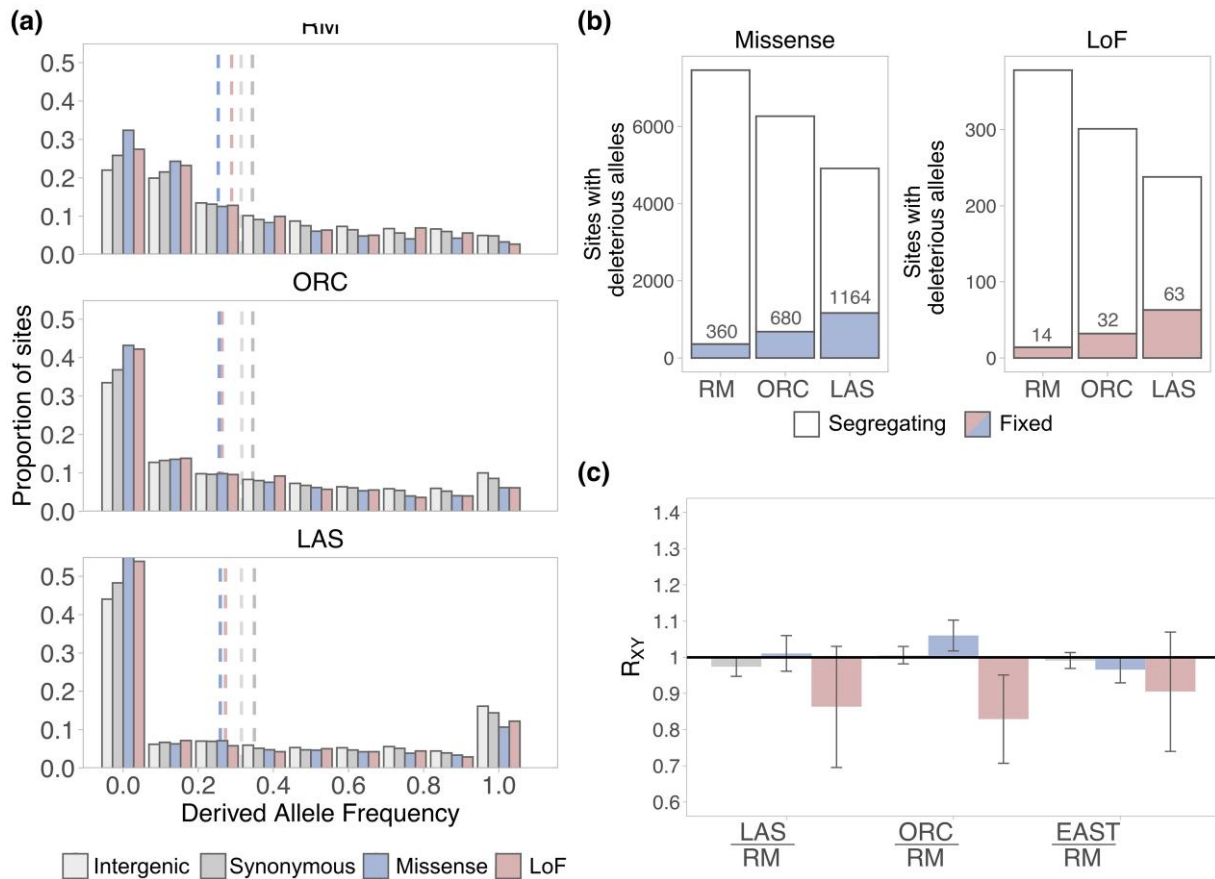 (a)
RM
0.5
0.4
0.3
0.2
0.1
0.0
ORC
0.5
0.4
0.3
0.2
0.1
0.0
LAS
0.5
0.4
0.3
0.2
0.1
0.0
Proportion of sites
0.0 0.2 0.4 0.6 0.8 1.0
Derived Allele Frequency
Intergenic Synonymous Missense LoF
(b)
Missense
Sites with
deleterious alleles
6000
4000
2000
0
360 680 1164
RM ORC LAS
LoF
Sites with
deleterious alleles
300
200
100
0
14 32 63
RM ORC LAS
Segregating Fixed
(c)
RXY
1.4
1.3
1.2
1.1
1
0.9
0.8
0.7
0.6
LAS ORC EAST
RM RM RM